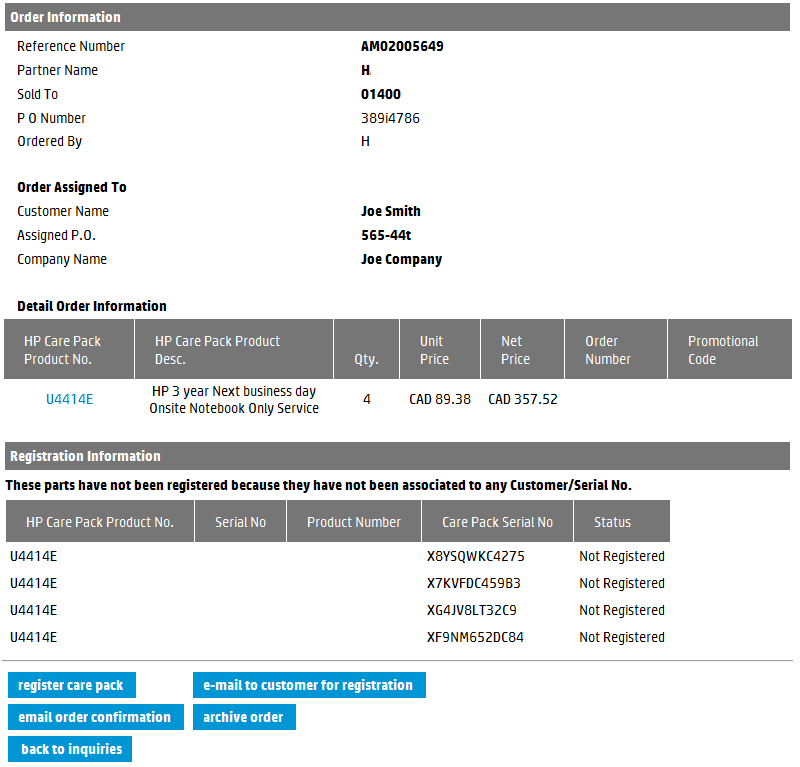 Order Information
Reference Number AM02005649
Partner Name H
Sold To 01400
P O Number 389i4786
Ordered By H
Order Assigned To
Customer Name Joe Smith
Assigned P.O. 565-44t
Company Name Joe Company
Detail Order Information
HP Care Pack Product No. HP Care Pack Product Desc. Qty. Unit Price Net Price Order Number Promotional Code
U4414E HP 3 year Next business day Onsite Notebook Only Service 4 CAD 89.38 CAD 357.52
Registration Information
These parts have not been registered because they have not been associated to any Customer/Serial No.
HP Care Pack Product No. Serial No Product Number Care Pack Serial No Status
U4414E X8YSQWKC4275 Not Registered
U4414E X7KVFDC459B3 Not Registered
U4414E XG4JV8LT32C9 Not Registered
U4414E XF9NM652DC84 Not Registered
register care pack e-mail to customer for registration
email order confirmation archive order
back to inquiries